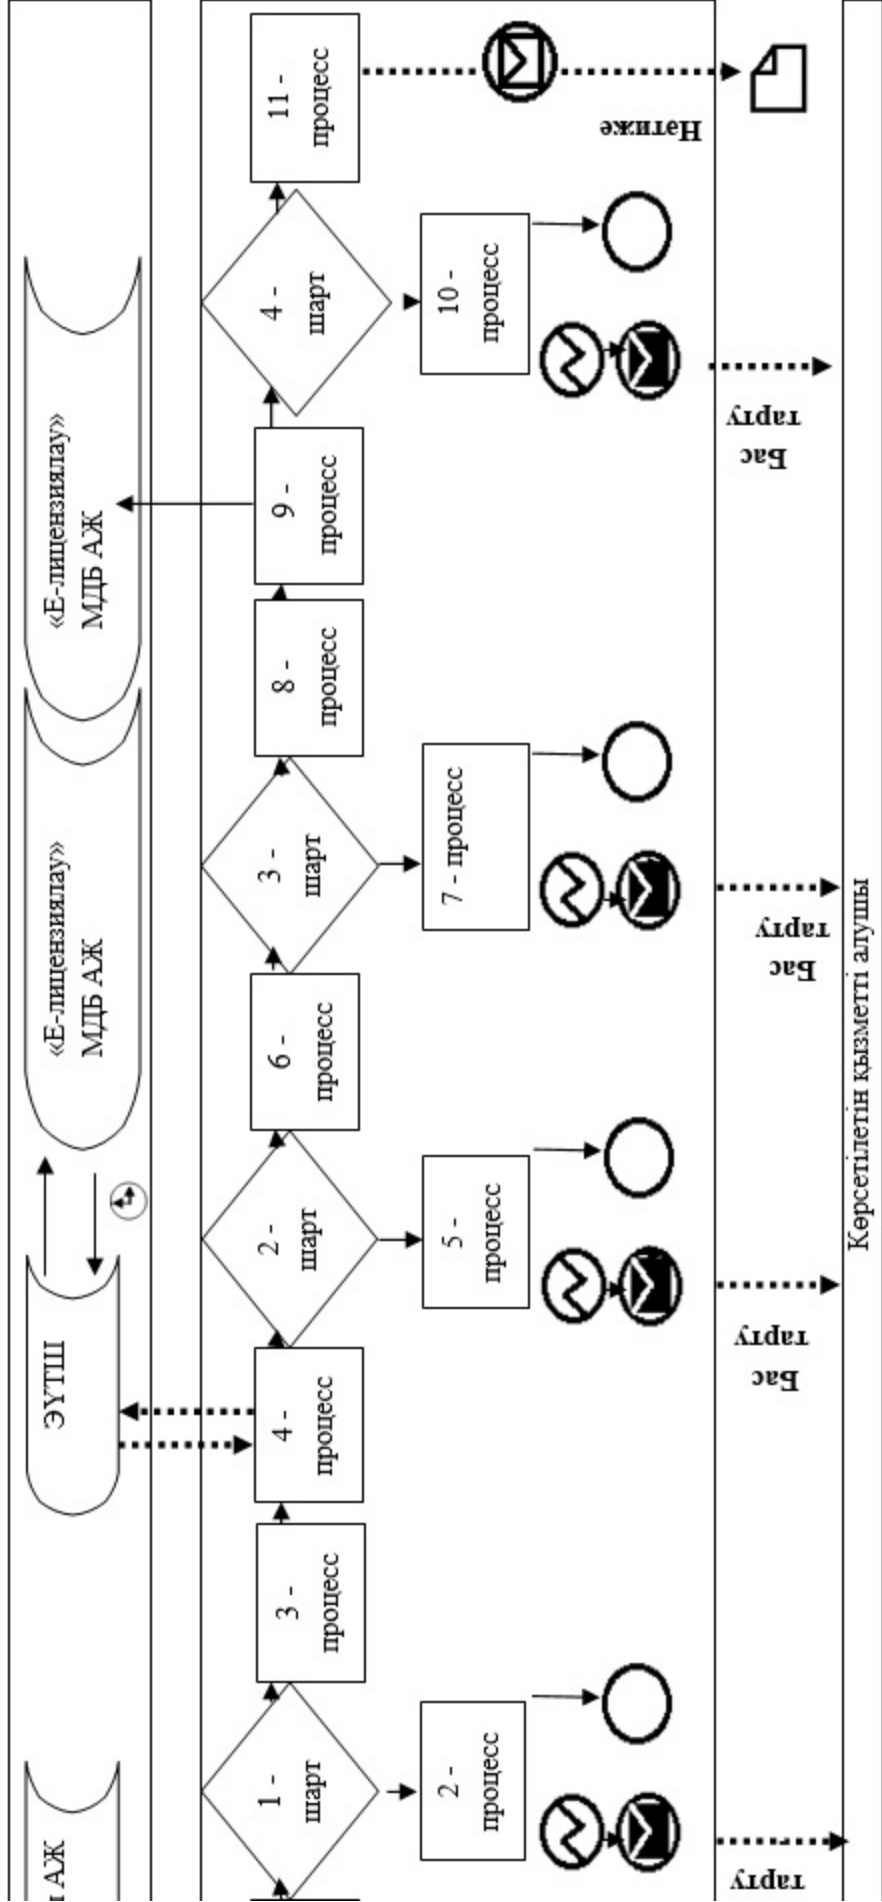 «Е-лицензиялау»
МДБ АЖ
«Е-лицензиялау»
МДБ АЖ
ЭҮТШ
АЖ
11 -
процесс
4 -
шарт
9 -
процесс
8 -
процесс
3 -
шарт
6 -
процесс
2 -
шарт
4 -
процесс
3 -
процесс
1 -
шарт
10 -
процесс
7 - процесс
5 -
процесс
2 -
процесс
Нәтиже
Бас
тарту
Бас
тарту
Бас
тарту
тарту
Көрсетілетін қызметті алушы